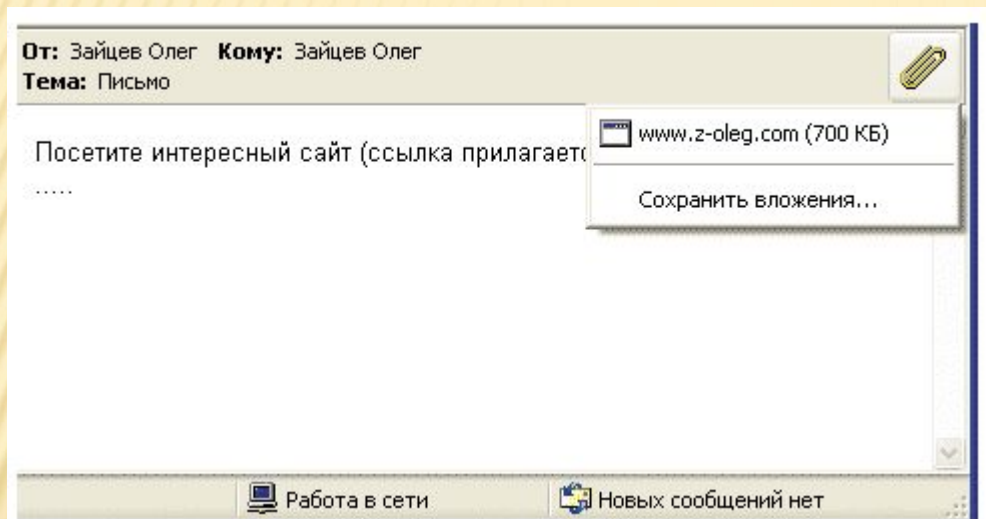 От: Зайцев Олег Кому: Зайцев Олег
Тема: Письмо
www.z-oleg.com (700 КБ)
Посетите интересный сайт (ссылка
.....
Сохранить вложения...
Работа в сети Новых сообщений нет